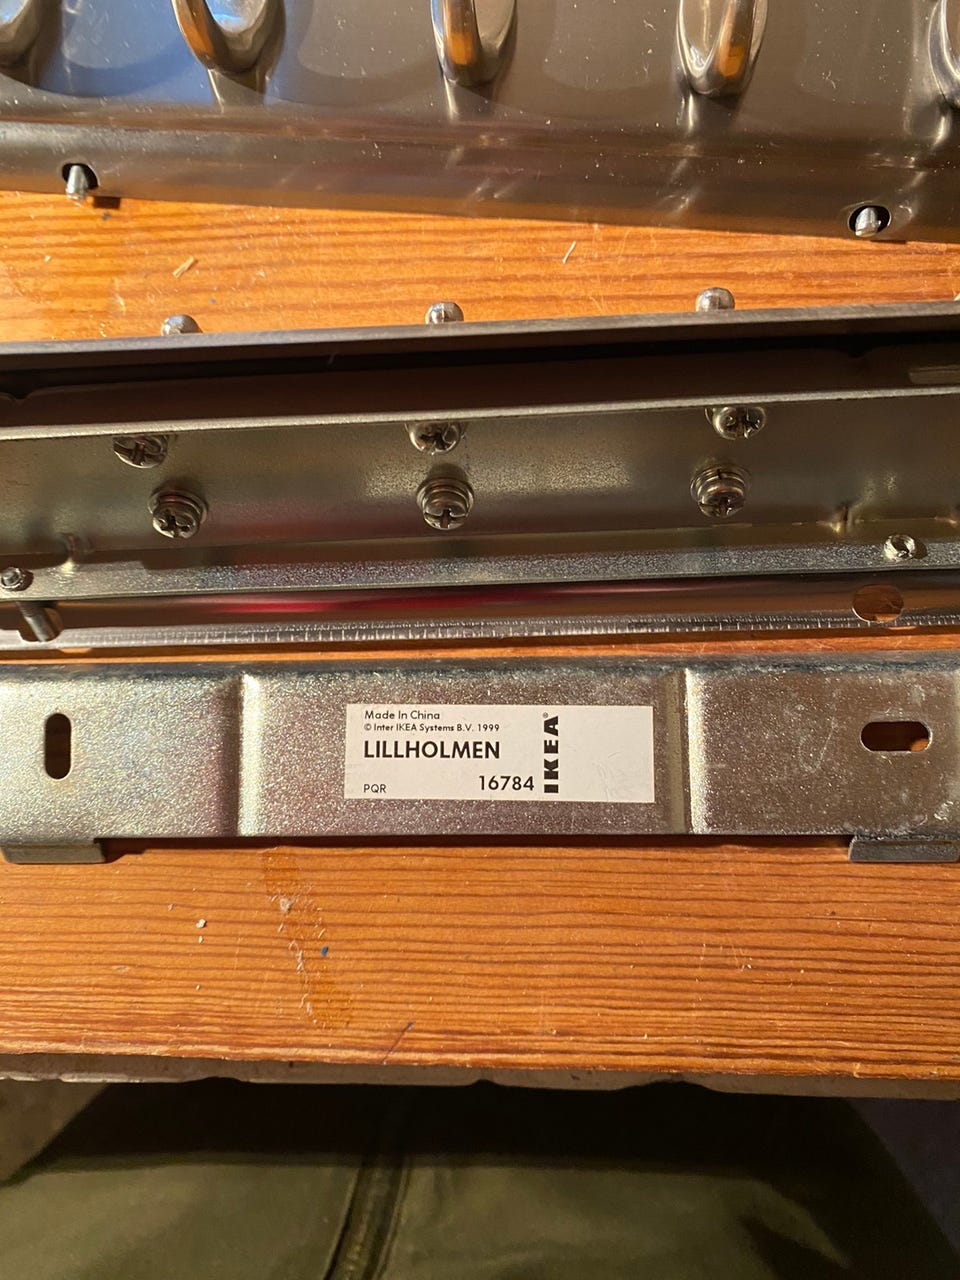 Made In China
© Inter IKEA Systems B.V. 1999
LILLHOLMEN
PQR
16784
IKEA®